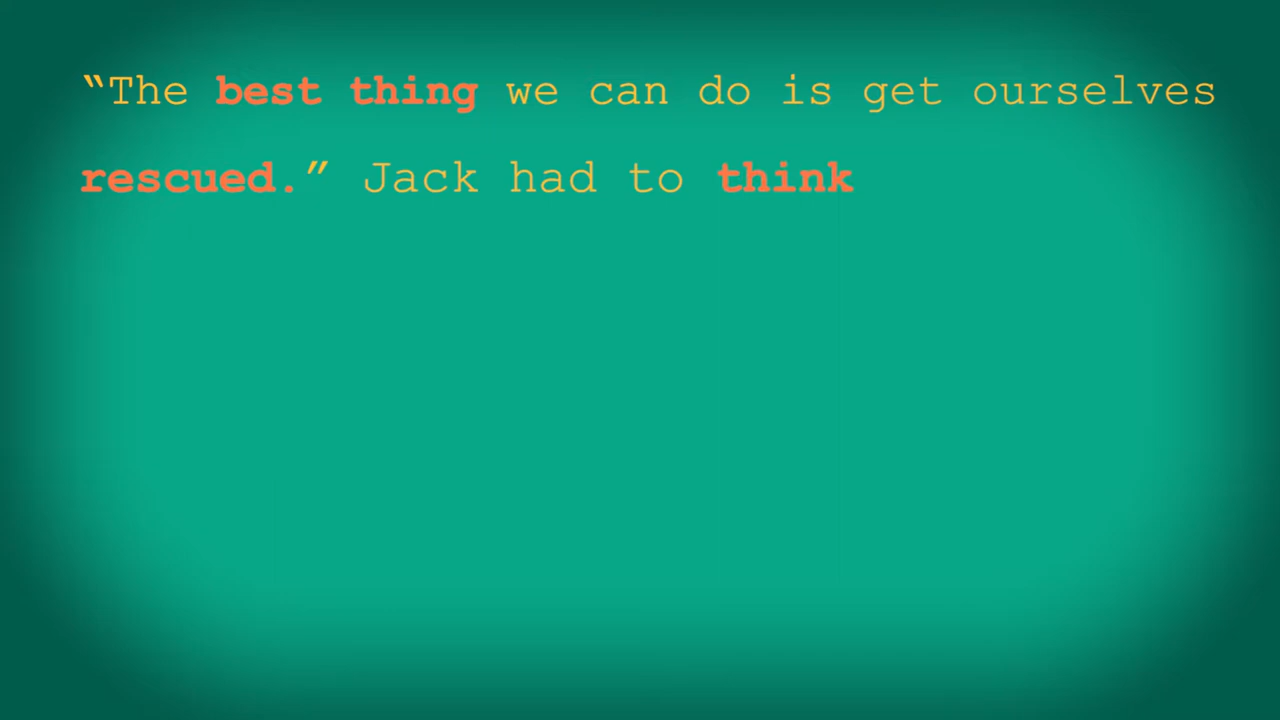 “The best thing we can do is get ourselves
rescued.” Jack had to think